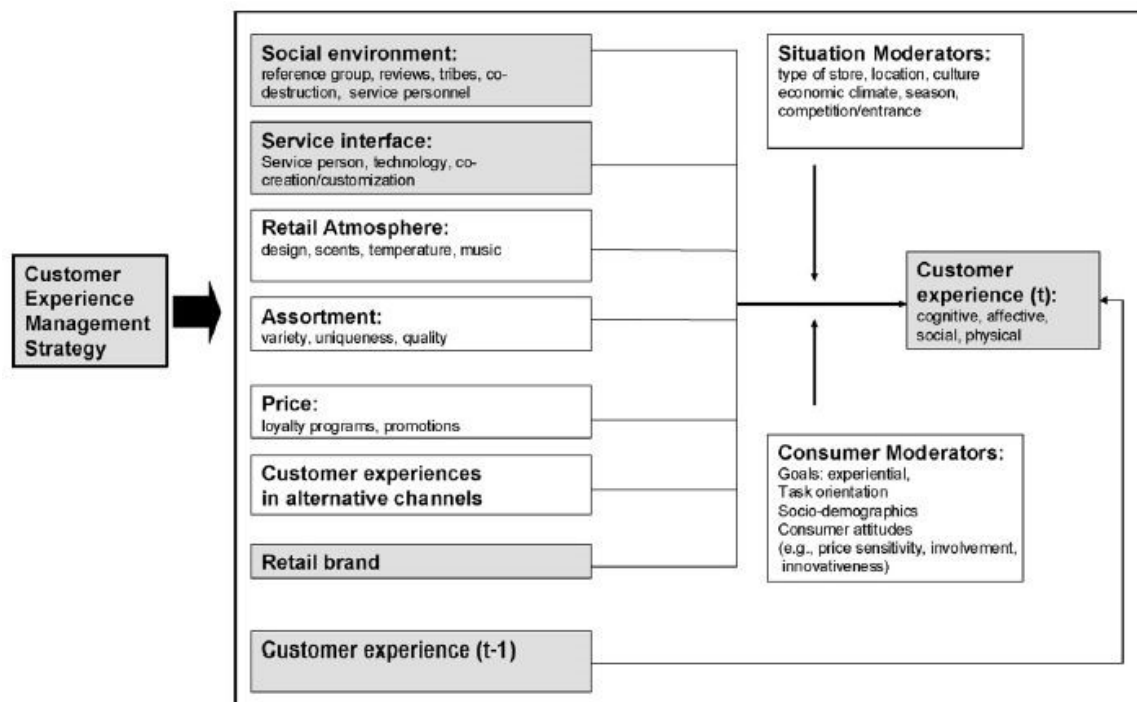 Social environment:
reference group, reviews, tribes, co-
destruction, service personnel
Service interface:
Service person, technology, co-
creation/customization
Retail Atmosphere:
design, scents, temperature, music
Assortment:
variety, uniqueness, quality
Price:
loyalty programs, promotions
Customer experiences
in alternative channels
Retail brand
Customer experience (t-1)
Customer
Experience
Management
Strategy
Situation Moderators:
type of store, location, culture
economic climate, season,
competition/entrance
Customer
experience (t):
cognitive, affective,
social, physical
Consumer Moderators:
Goals: experiential,
Task orientation
Socio-demographics
Consumer attitudes
(e.g., price sensitivity, involvement,
innovativeness)